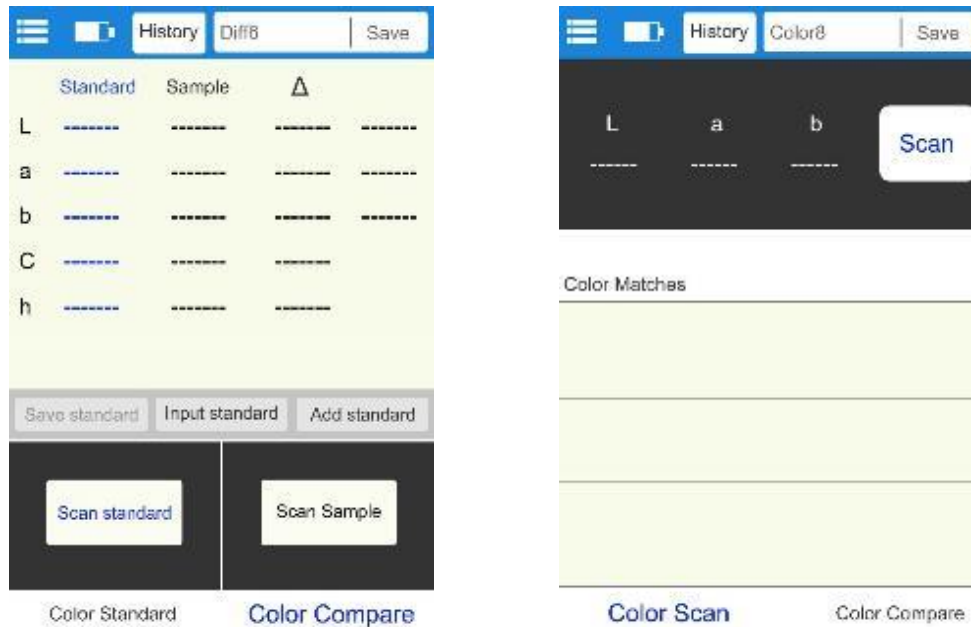 History Diff8 Save
Standard Sample Δ
L ------- ------- ------- -------
a ------- ------- ------- -------
b ------- ------- ------- -------
C ------- ------- -------
h ------- ------- -------
Save standard Input standard Add standard
Scan standard Scan Sample
Color Standard Color Compare
History Color8 Save
L a b
------ ------ ------
Scan
Color Matches
Color Scan Color Compare